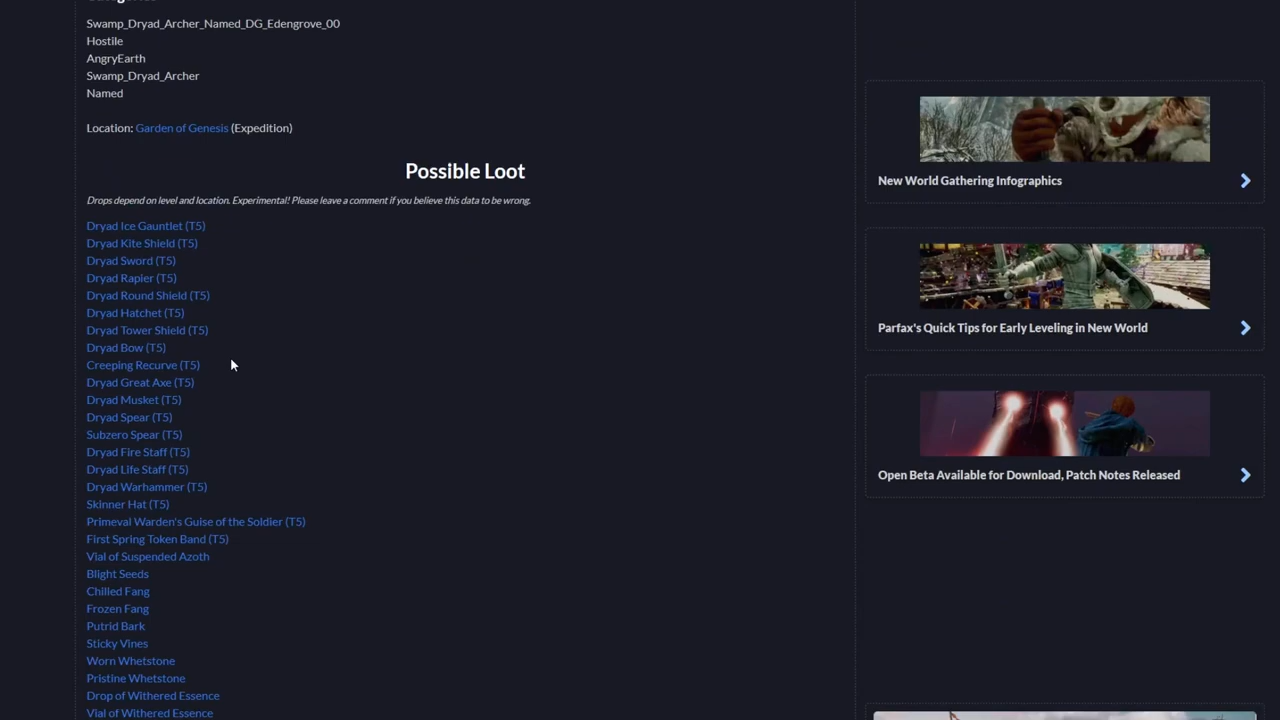 Swamp_Dryad_Archer_Named_DG_Edengrove_00
Hostile
AngryEarth
Swamp_Dryad_Archer
Named
Location: Garden of Genesis (Expedition)
Possible Loot
Drops depend on level and location. Experimental! Please leave a comment if you believe this data to be wrong.
Dryad Ice Gauntlet (T5)
Dryad Kite Shield (T5)
Dryad Sword (T5)
Dryad Rapier (T5)
Dryad Round Shield (T5)
Dryad Hatchet (T5)
Dryad Tower Shield (T5)
Dryad Bow (T5)
Creeping Recurve (T5)
Dryad Great Axe (T5)
Dryad Musket (T5)
Dryad Spear (T5)
Subzero Spear (T5)
Dryad Fire Staff (T5)
Dryad Life Staff (T5)
Dryad Warhammer (T5)
Skinner Hat (T5)
Primeval Warden's Guise of the Soldier (T5)
First Spring Token Band (T5)
Vial of Suspended Azoth
Blight Seeds
Chilled Fang
Frozen Fang
Putrid Bark
Sticky Vines
Worn Whetstone
Pristine Whetstone
Drop of Withered Essence
Vial of Withered Essence
New World Gathering Infographics
Parfax's Quick Tips for Early Leveling in New World
Open Beta Available for Download, Patch Notes Released